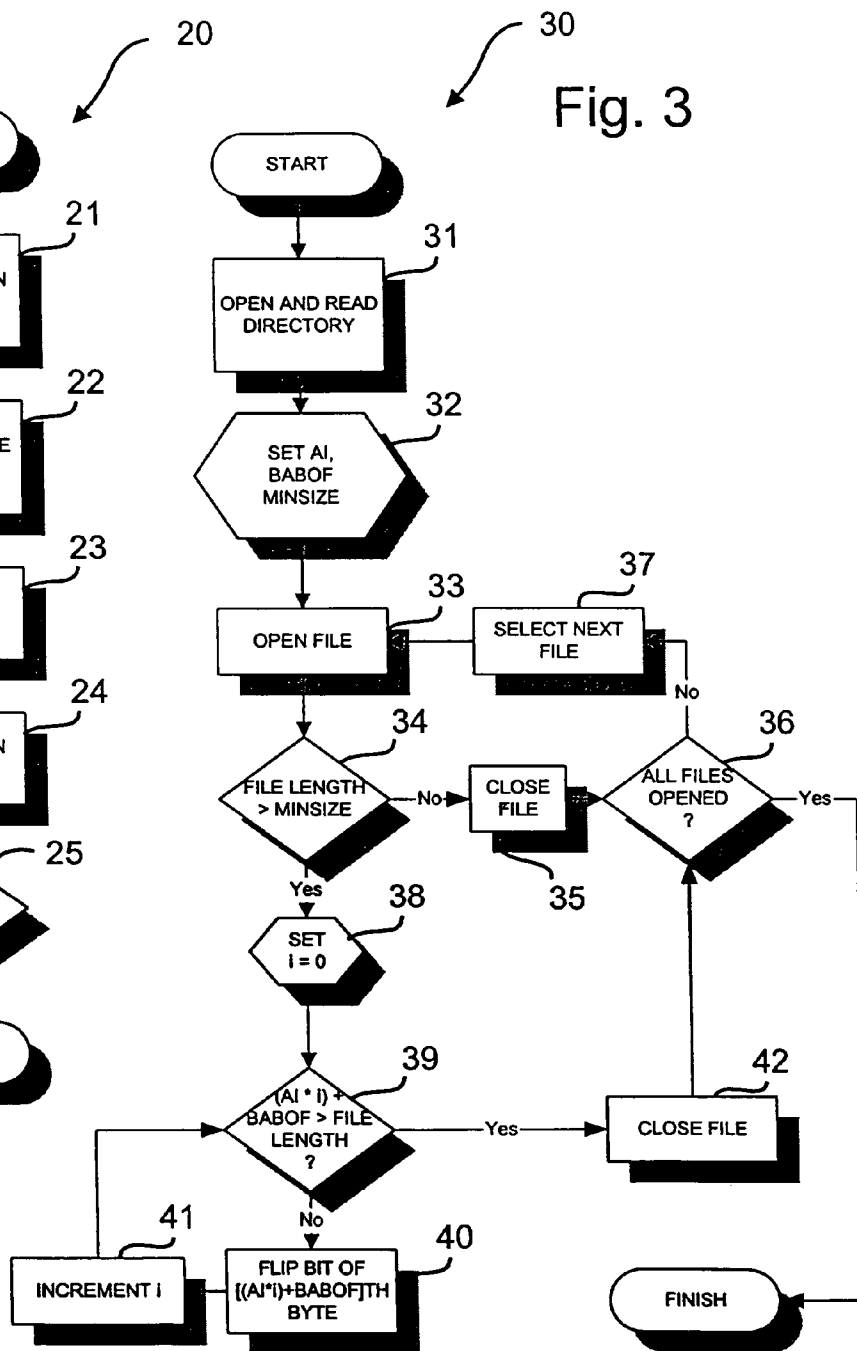 20
30
Fig. 3
START
21
31
N
OPEN AND READ
DIRECTORY
22
32
E
SET AI,
BABOF
MINSIZE
23
33
37
OPEN FILE
SELECT NEXT
FILE
No
24
34
36
N
FILE LENGTH
> MINSIZE
No
CLOSE
FILE
ALL FILES
OPENED
?
Yes
25
35
Yes
38
SET
i = 0
39
42
(AI * i) +
BABOF > FILE
LENGTH
?
Yes
CLOSE FILE
No
41
40
INCREMENT i
FLIP BIT OF
[(AI*i)+BABOF]TH
BYTE
FINISH